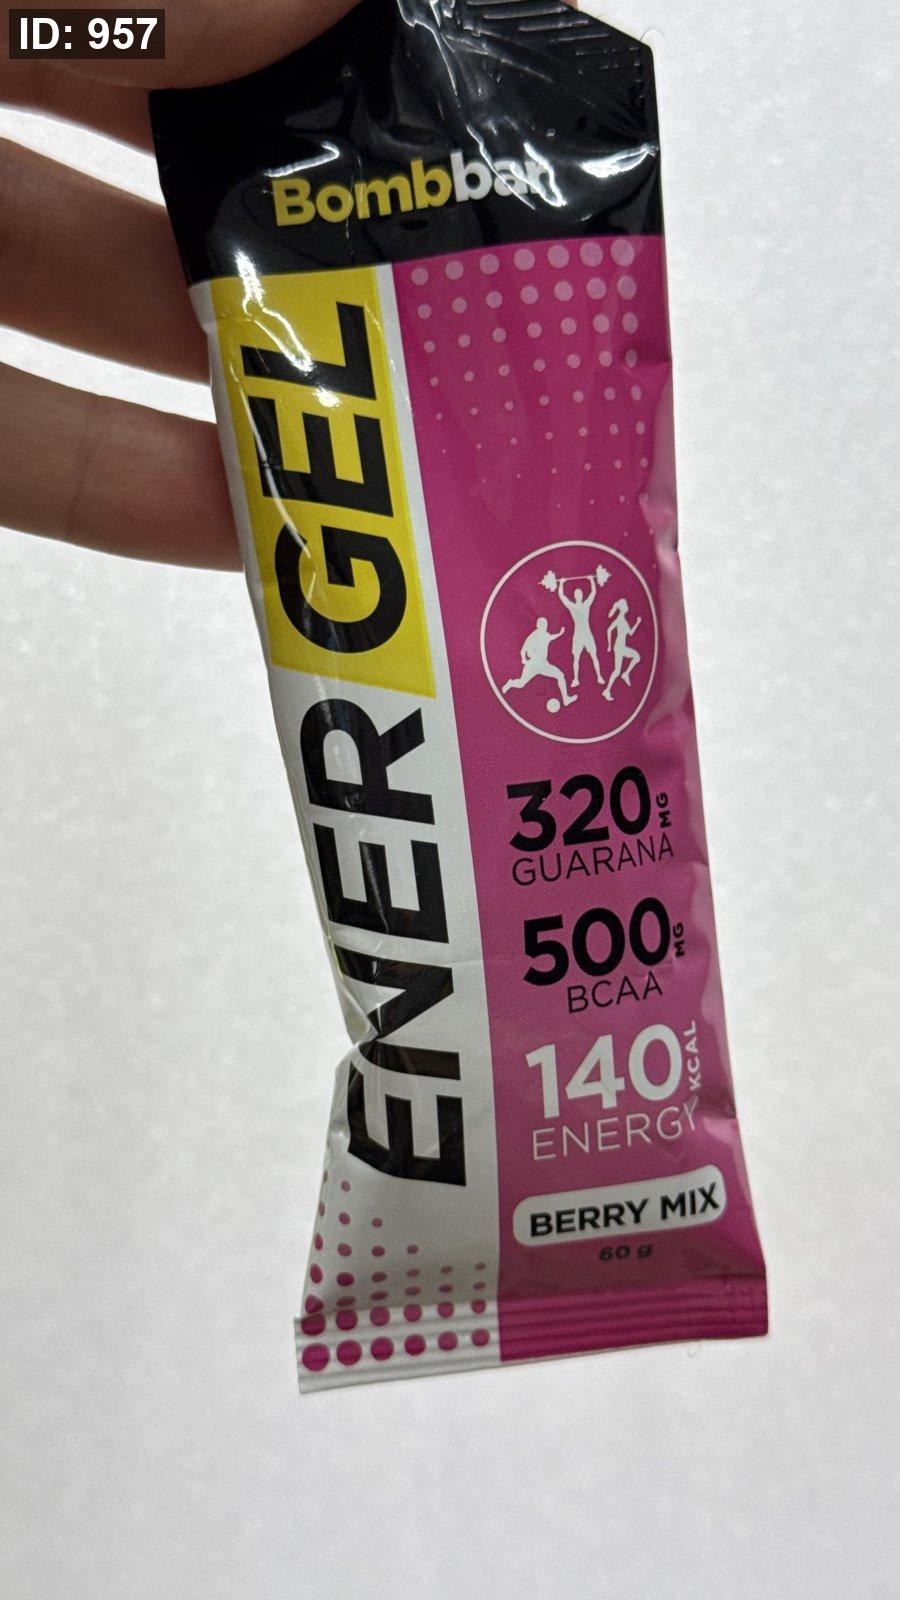 ID: 957
Bombbar
ENERGEL
320 MG
GUARANA
500 MG
BCAA
140 KCAL
ENERGY
BERRY MIX
60 g